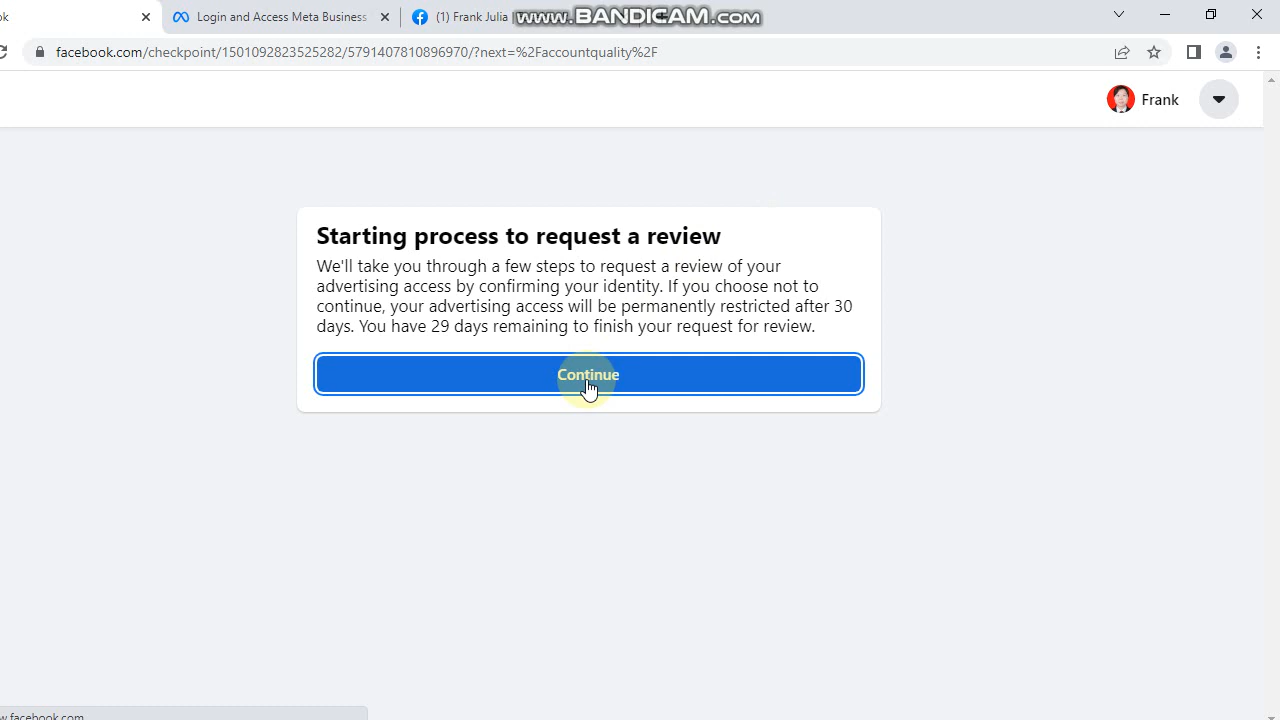 ok
Login and Access Meta Business
(1) Frank Julia
www.BANDICAM.com
facebook.com/checkpoint/1501092823525282/5791407810896970/?next=%2Faccountquality%2F
Frank
Starting process to request a review
We'll take you through a few steps to request a review of your
advertising access by confirming your identity. If you choose not to
continue, your advertising access will be permanently restricted after 30
days. You have 29 days remaining to finish your request for review.
Continue
w.facebook.com